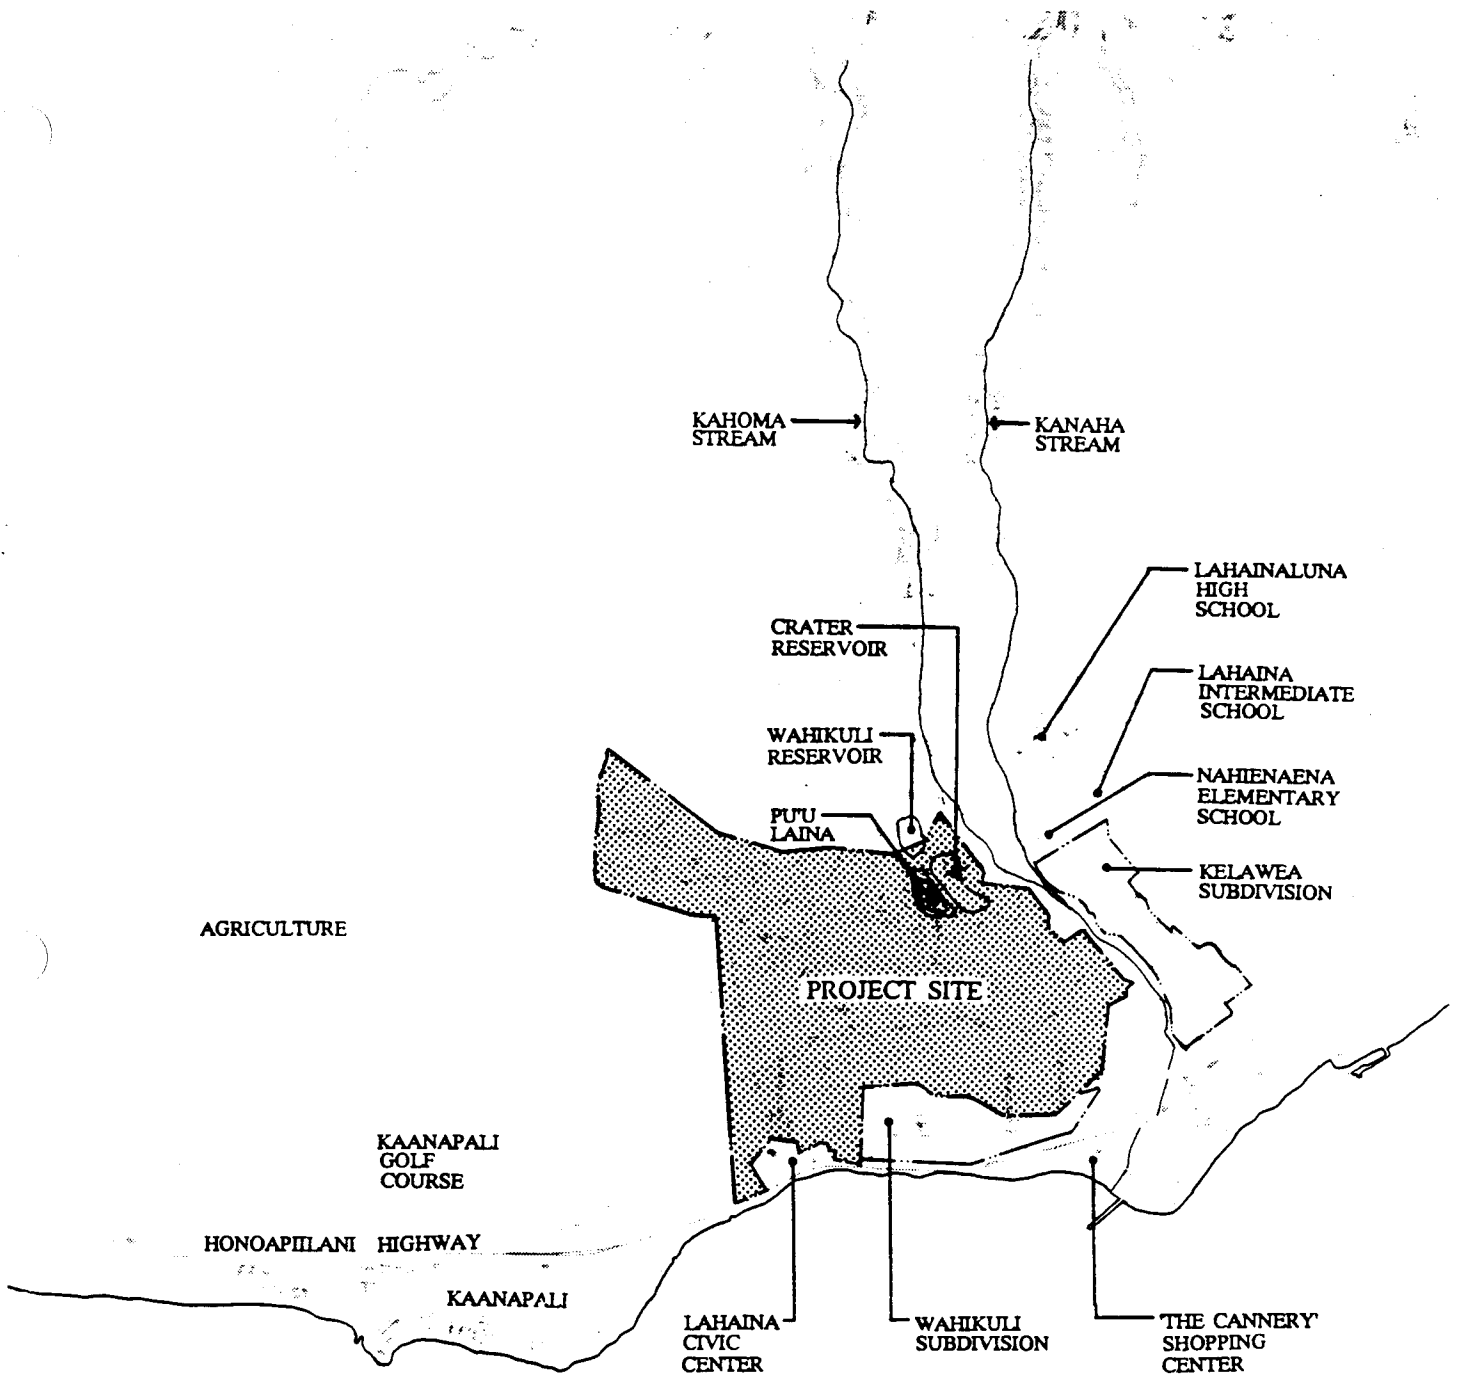 KAHOMA
STREAM
KANAHA
STREAM
LAHAINALUNA
HIGH
SCHOOL
CRATER
RESERVOIR
LAHAINA
INTERMEDIATE
SCHOOL
WAHIKULI
RESERVOIR
NAHIENAENA
ELEMENTARY
SCHOOL
PU'U
LAINA
KELAWEA
SUBDIVISION
AGRICULTURE
PROJECT SITE
KAANAPALI
GOLF
COURSE
HONOAPIILANI HIGHWAY
KAANAPALI
LAHAINA
CIVIC
CENTER
WAHIKULI
SUBDIVISION
THE CANNERY'
SHOPPING
CENTER